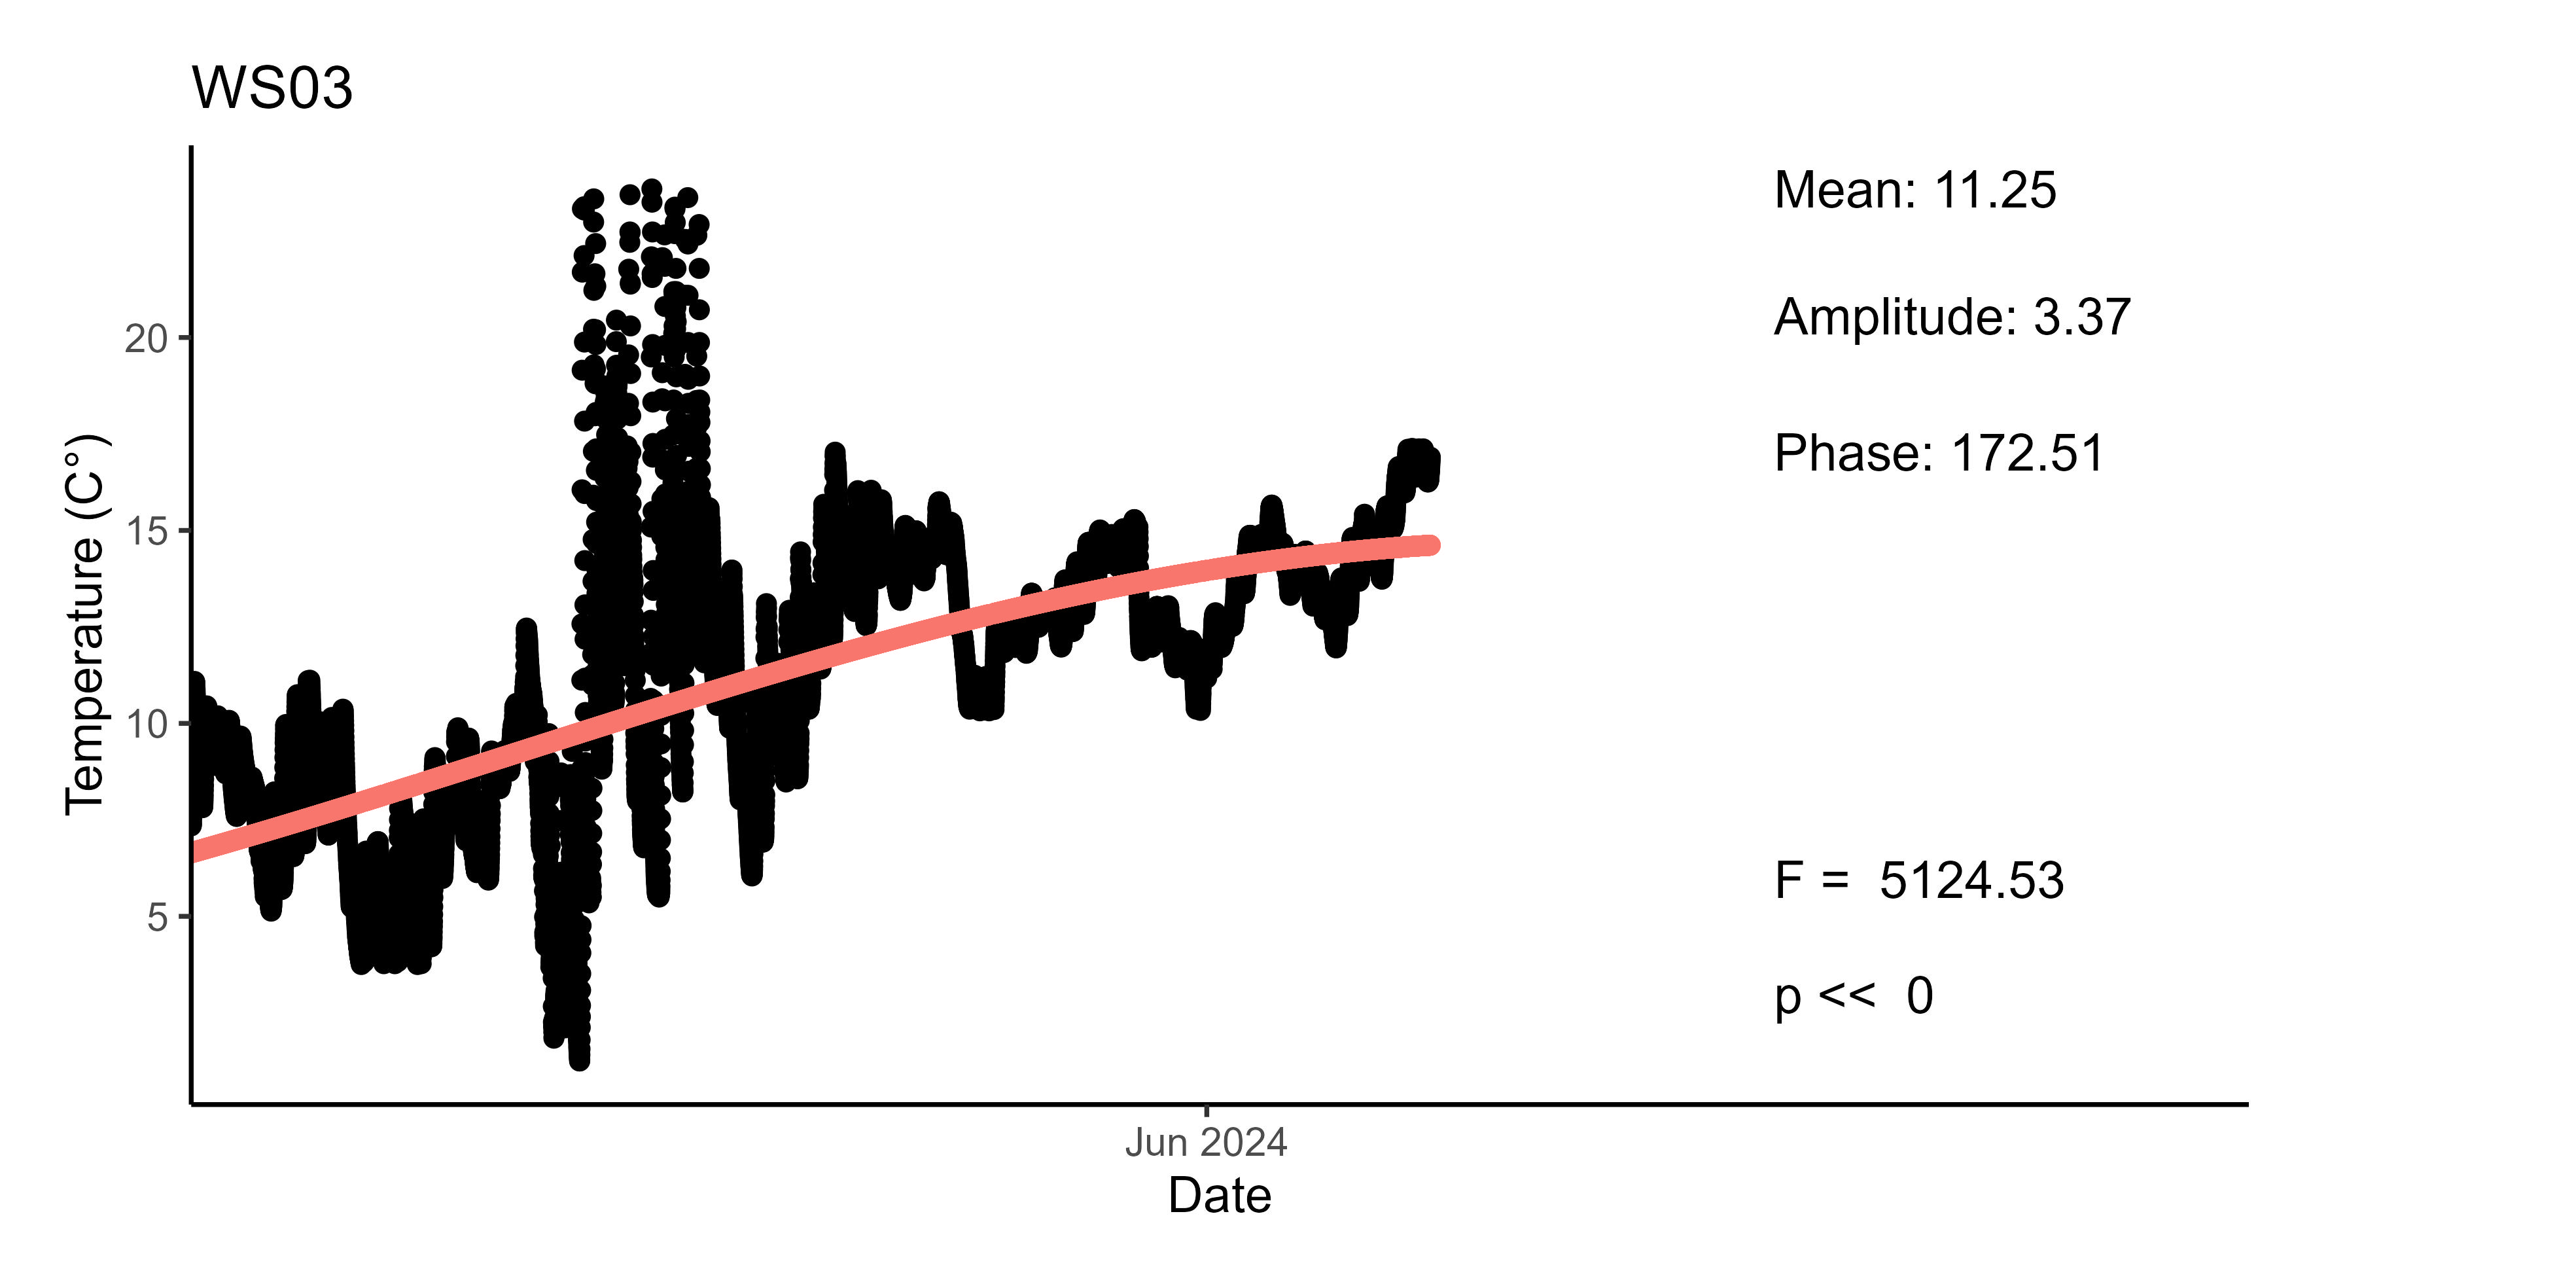 WS03
Mean: 11.25
Amplitude: 3.37
Phase: 172.51
F =  5124.53
p <<  0
Temperature (C°)
20
15
10
5
Jun 2024
Date